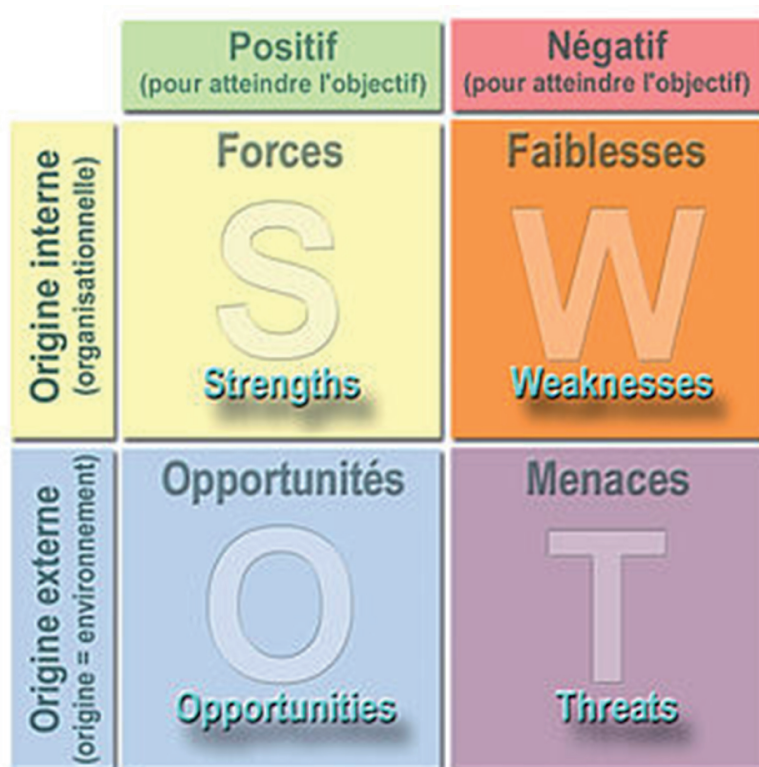 Positif
(pour atteindre l'objectif)
Négatif
(pour atteindre l'objectif)
Origine interne
(organisationnelle)
Forces
S
Strengths
Faiblesses
W
Weaknesses
Origine externe
(origine = environnement)
Opportunités
O
Opportunities
Menaces
T
Threats